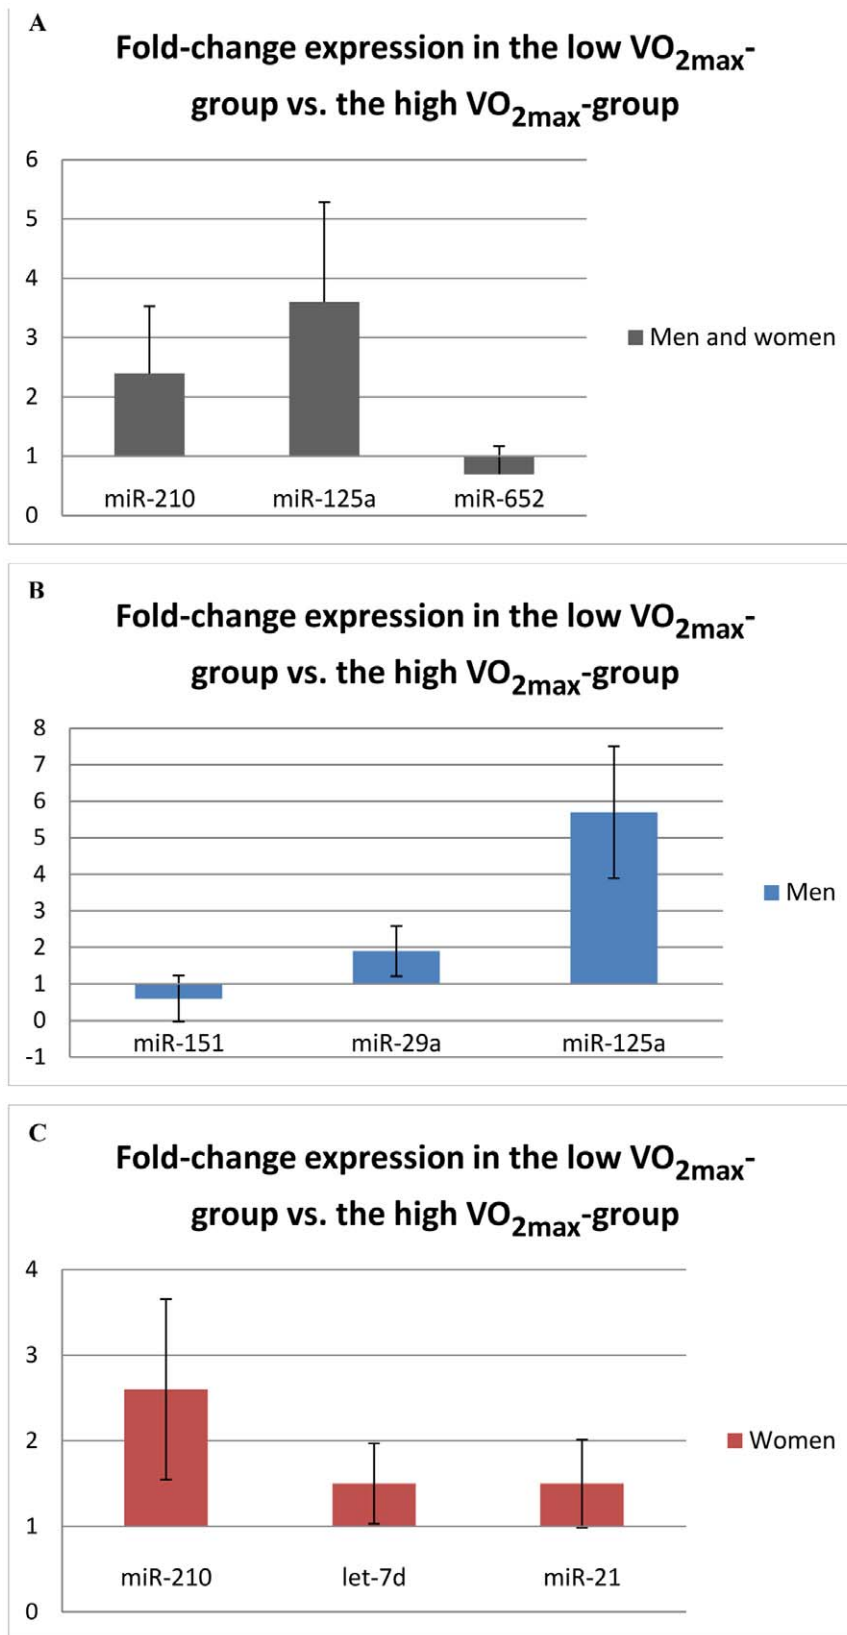 A
Fold-change expression in the low VO2max-
group vs. the high VO2max-group
6
5
4
3
2
1
0
miR-210 miR-125a miR-652
Men and women
B
Fold-change expression in the low VO2max-
group vs. the high VO2max-group
8
7
6
5
4
3
2
1
0
-1
miR-151 miR-29a miR-125a
Men
C
Fold-change expression in the low VO2max-
group vs. the high VO2max-group
4
3
2
1
0
miR-210 let-7d miR-21
Women